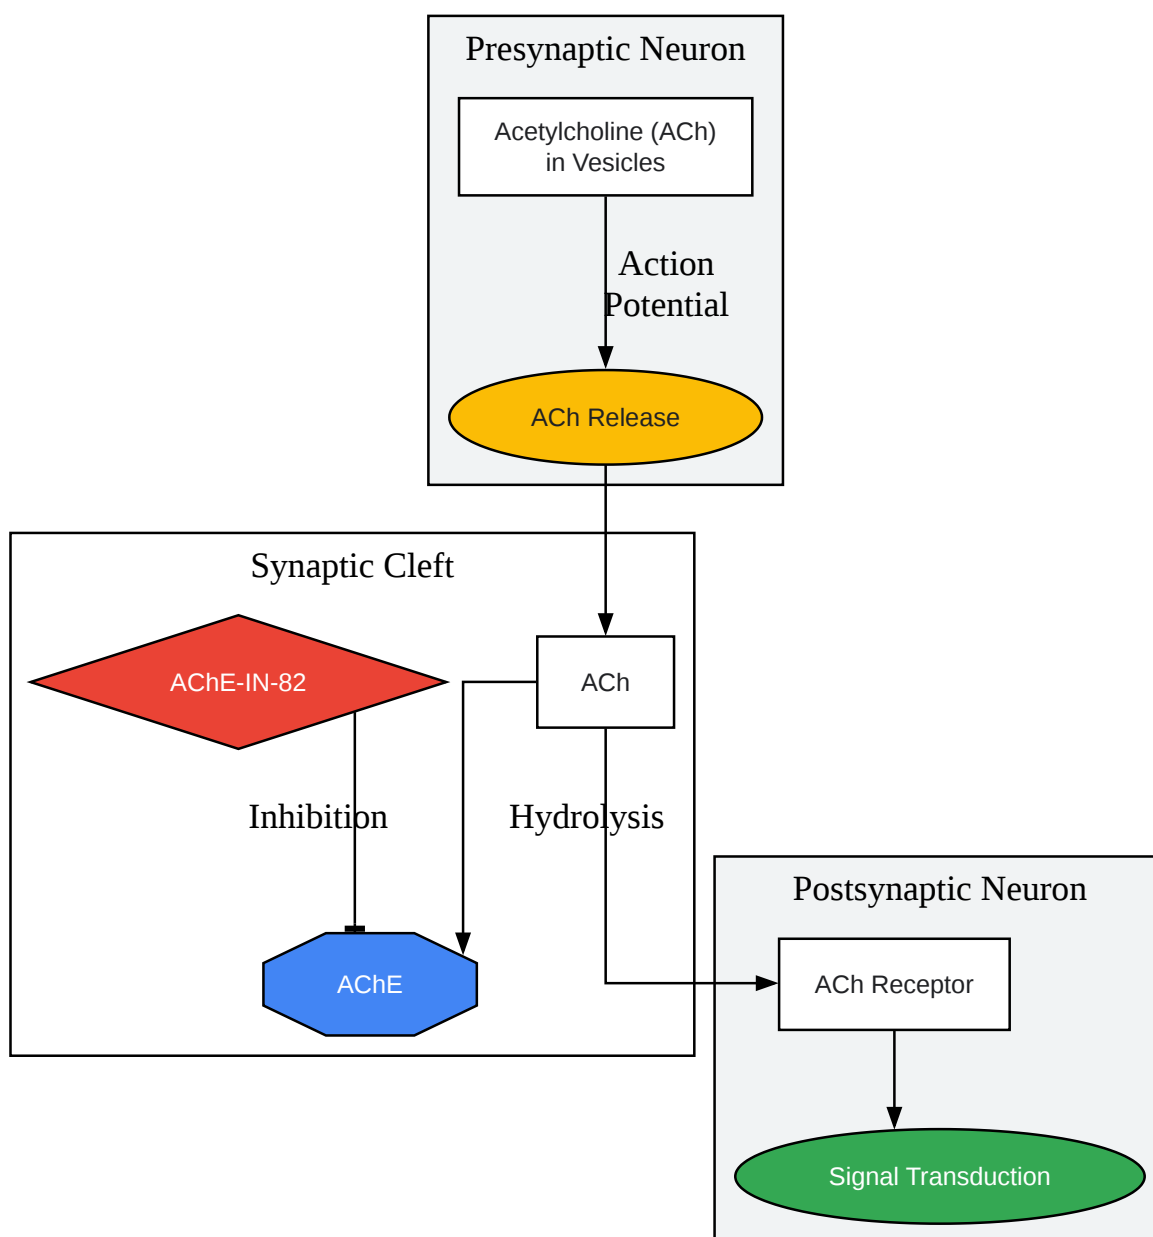 Presynaptic Neuron
Acetylcholine (ACh)
in Vesicles
Action
Potential
ACh Release
Synaptic Cleft
AChE-IN-82
ACh
Inhibition
Hydrolysis
AChE
Postsynaptic Neuron
ACh Receptor
Signal Transduction